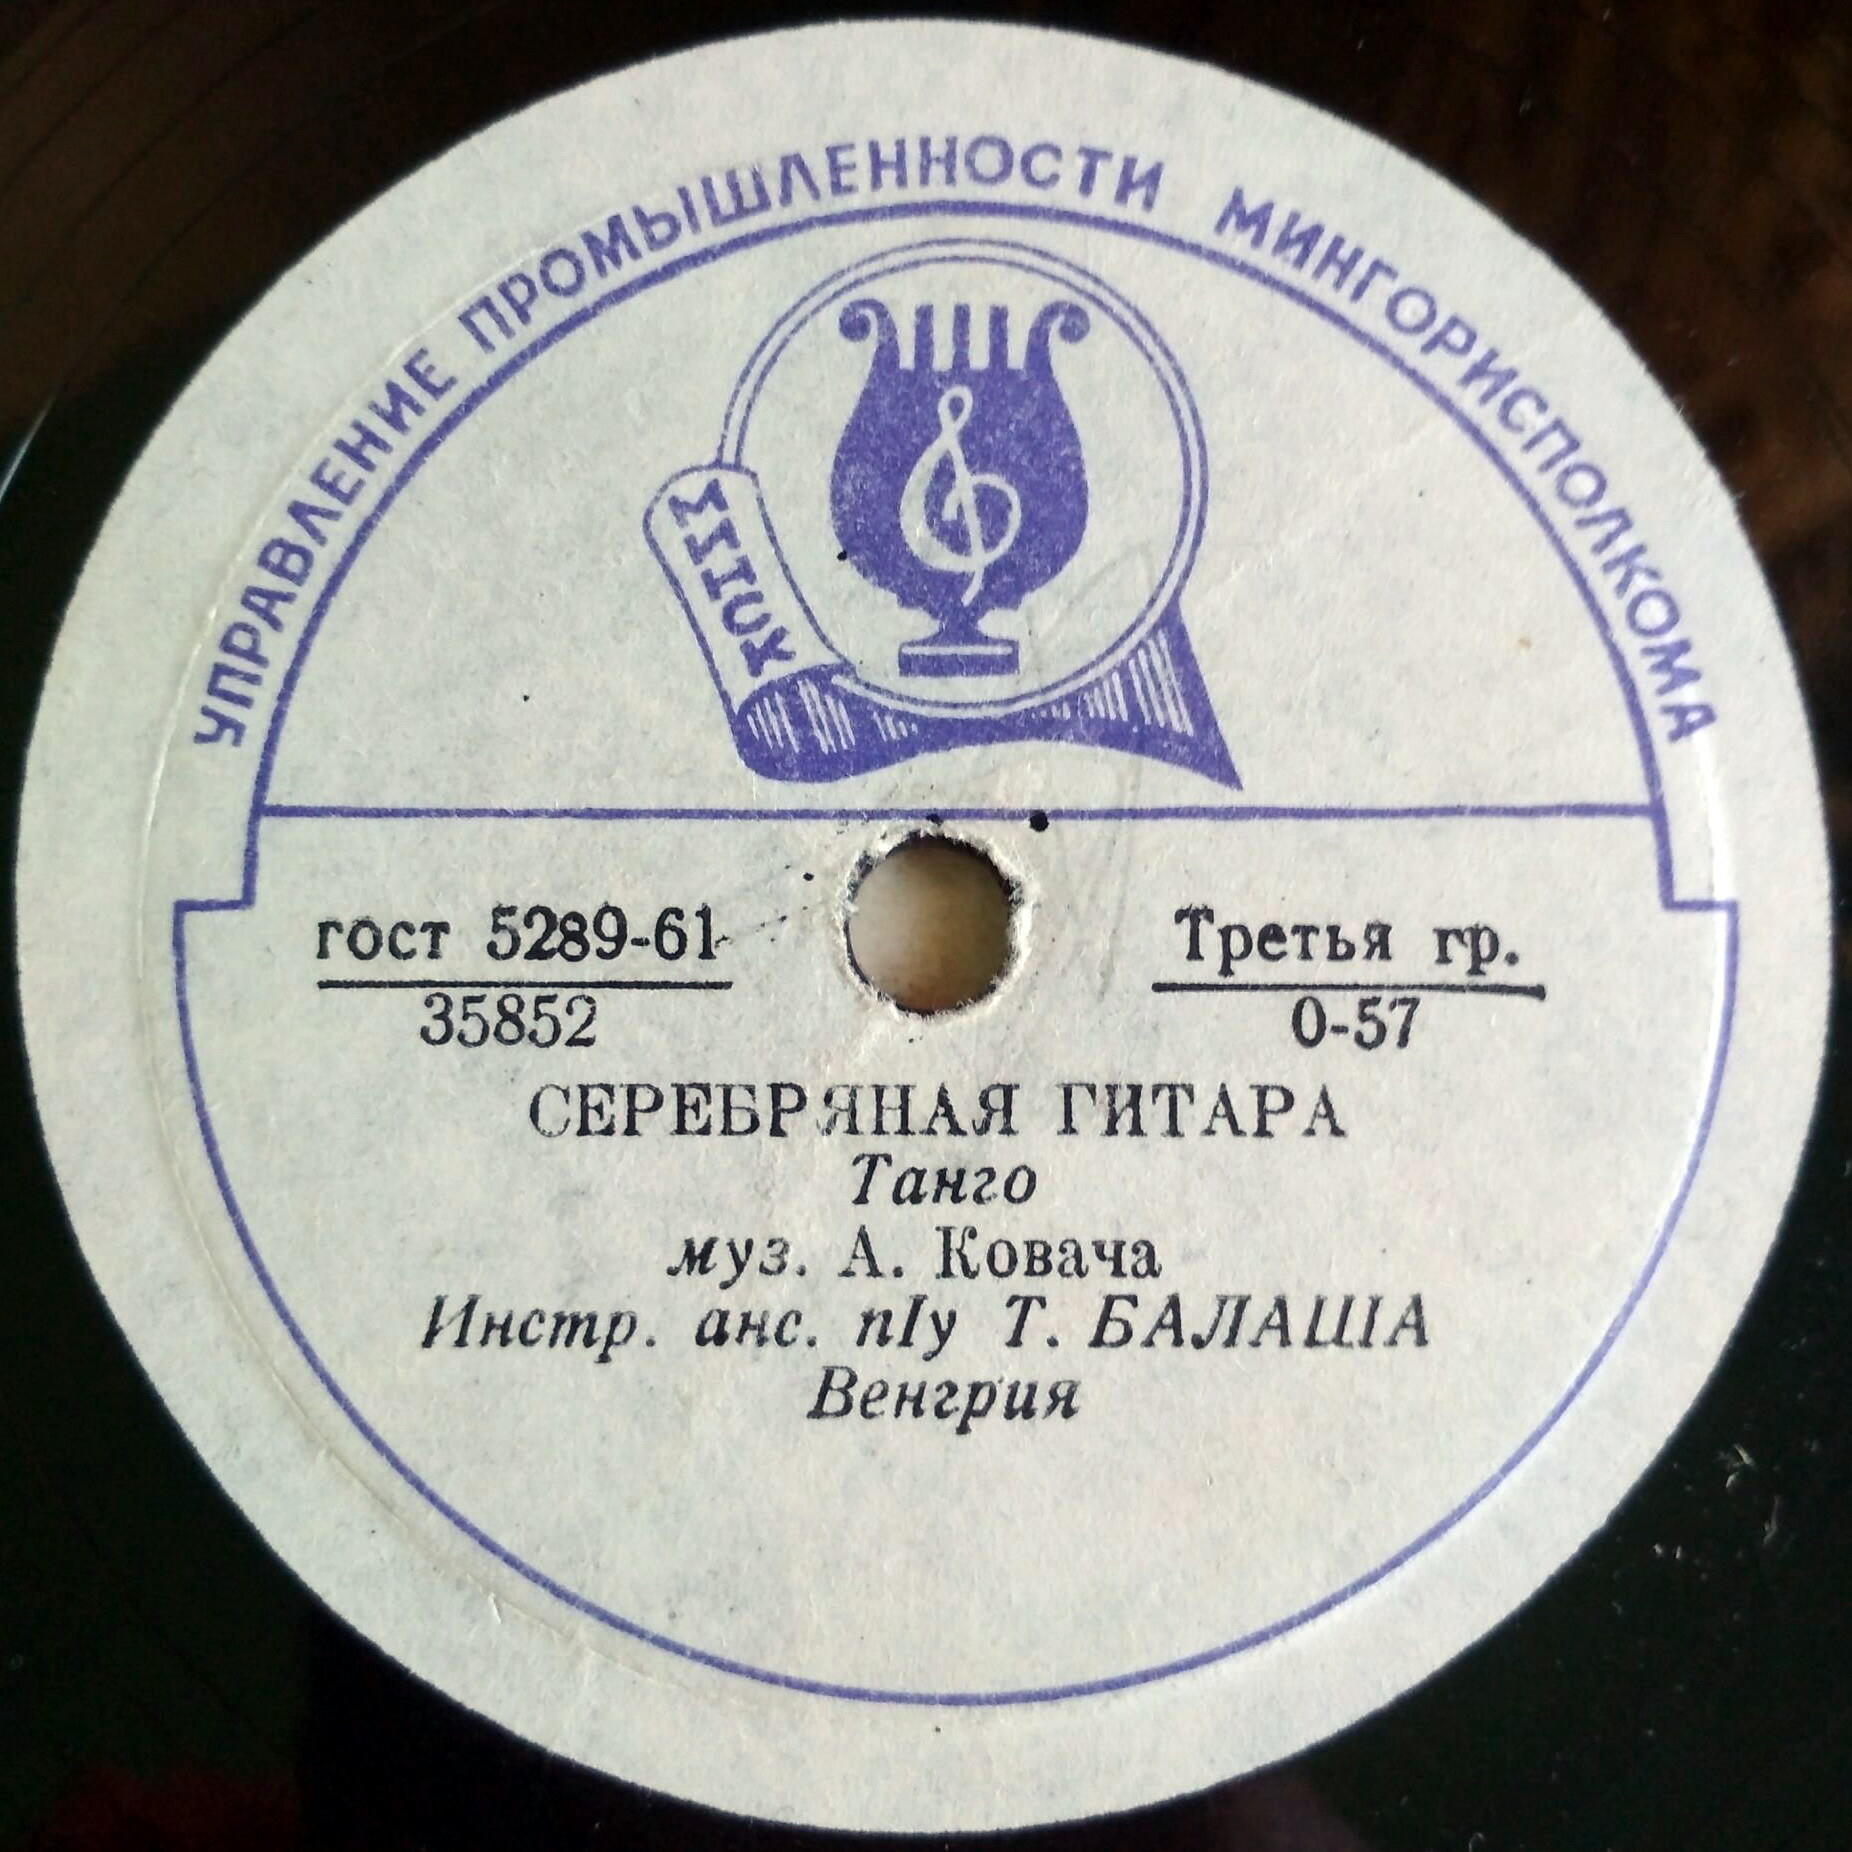 УПРАВЛЕНИЕ ПРОМЫШЛЕННОСТИ МИНГОРИСПОЛКОМА
гост 5289-61
35852
Третья гр.
0-57
СЕРЕБРЯНАЯ ГИТАРА
Танго
муз. А. Ковача
Инстр. анс. п/у Т. БАЛАША
Венгрия